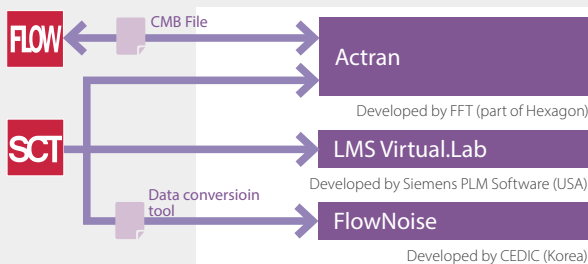 FLOW
CMB File
Actran
Developed by FFT (part of Hexagon)
SCT
LMS Virtual.Lab
Developed by Siemens PLM Software (USA)
Data conversioin
tool
FlowNoise
Developed by CEDIC (Korea)